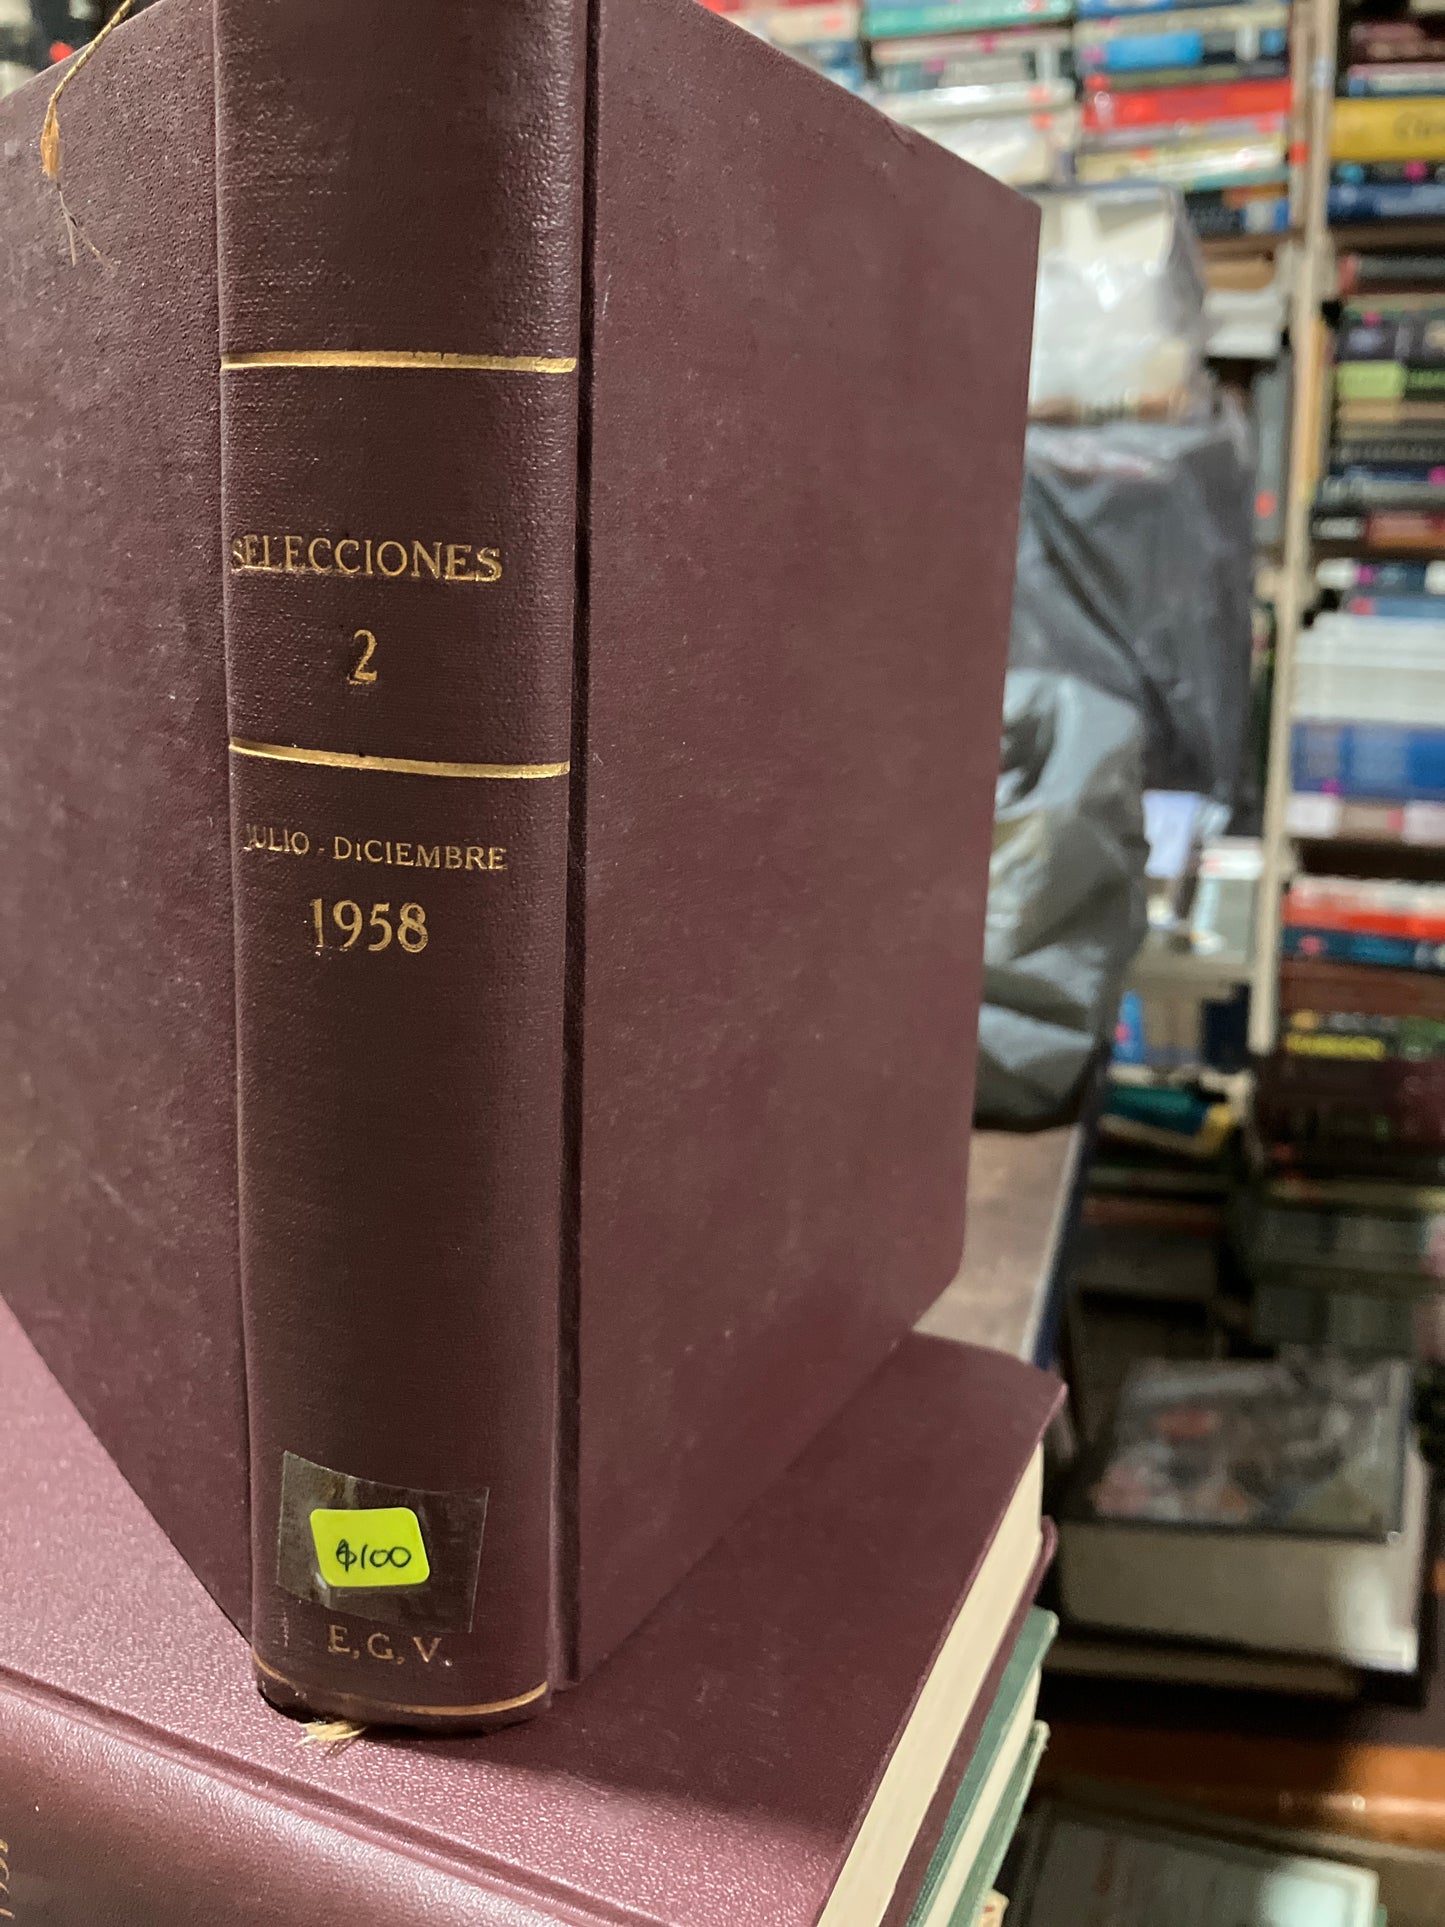 SELECCIONES
2
JULIO - DICIEMBRE
1958
$100
E. G. V.